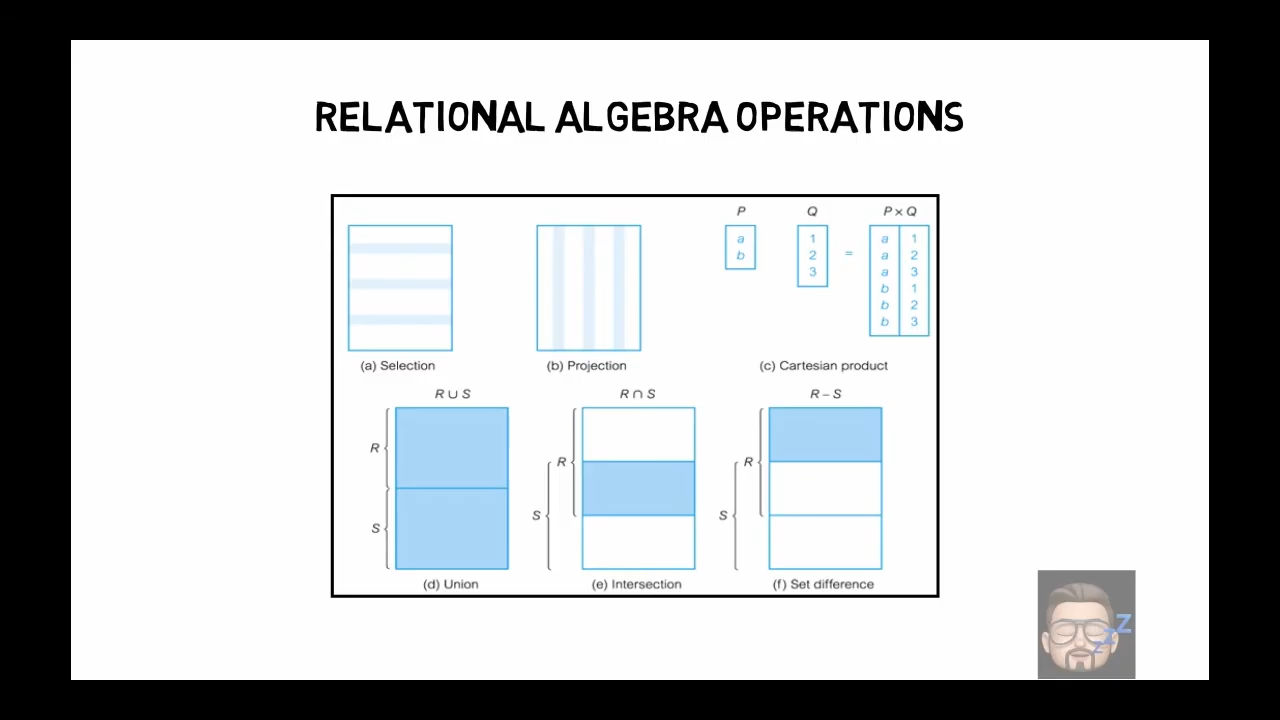 RELATIONAL ALGEBRA OPERATIONS
P Q P × Q
a 1 a 1
b 2 = a 2
3 a 3
b 1
b 2
b 3
(a) Selection (b) Projection (c) Cartesian product
R ∪ S R ∩ S R – S
R R R
S S S
(d) Union (e) Intersection (f) Set difference
z z Z